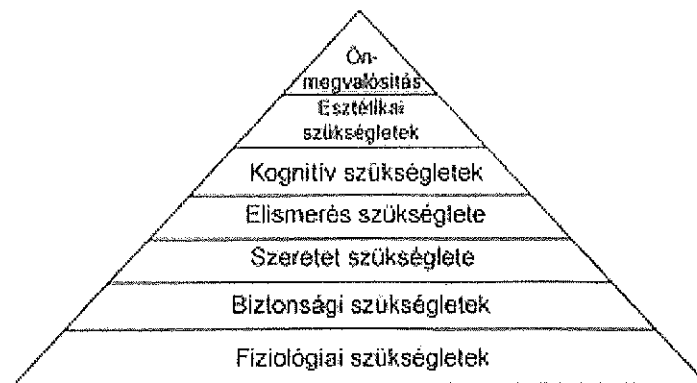 Ön-
megvalósítás
Esztétikai
szükségletek
Kognitív szükségletek
Elismerés szükséglete
Szeretet szükséglete
Biztonsági szükségletek
Fiziológiai szükségletek